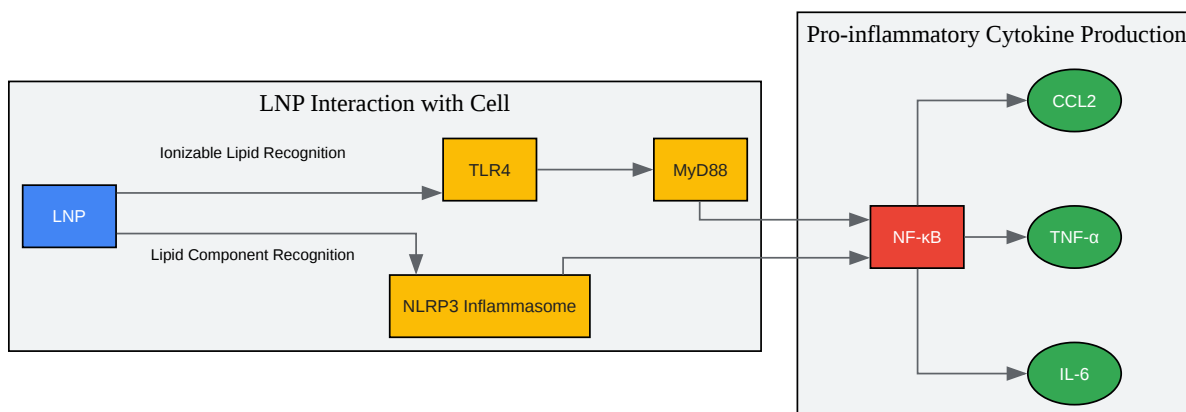 Pro-inflammatory Cytokine Production
LNP Interaction with Cell
CCL2
Ionizable Lipid Recognition
TLR4
MyD88
LNP
NF-κB
TNF-α
Lipid Component Recognition
NLRP3 Inflammasome
IL-6